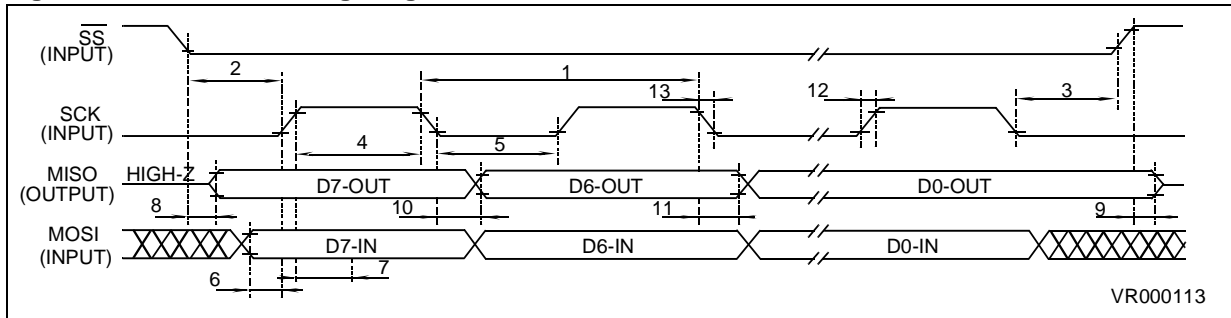 SS
(INPUT)
2
1
13
12
3
SCK
(INPUT)
4
5
MISO
(OUTPUT)
HIGH-Z
D7-OUT
D6-OUT
D0-OUT
8
10
11
9
MOSI
(INPUT)
D7-IN
D6-IN
D0-IN
6
7
VR000113